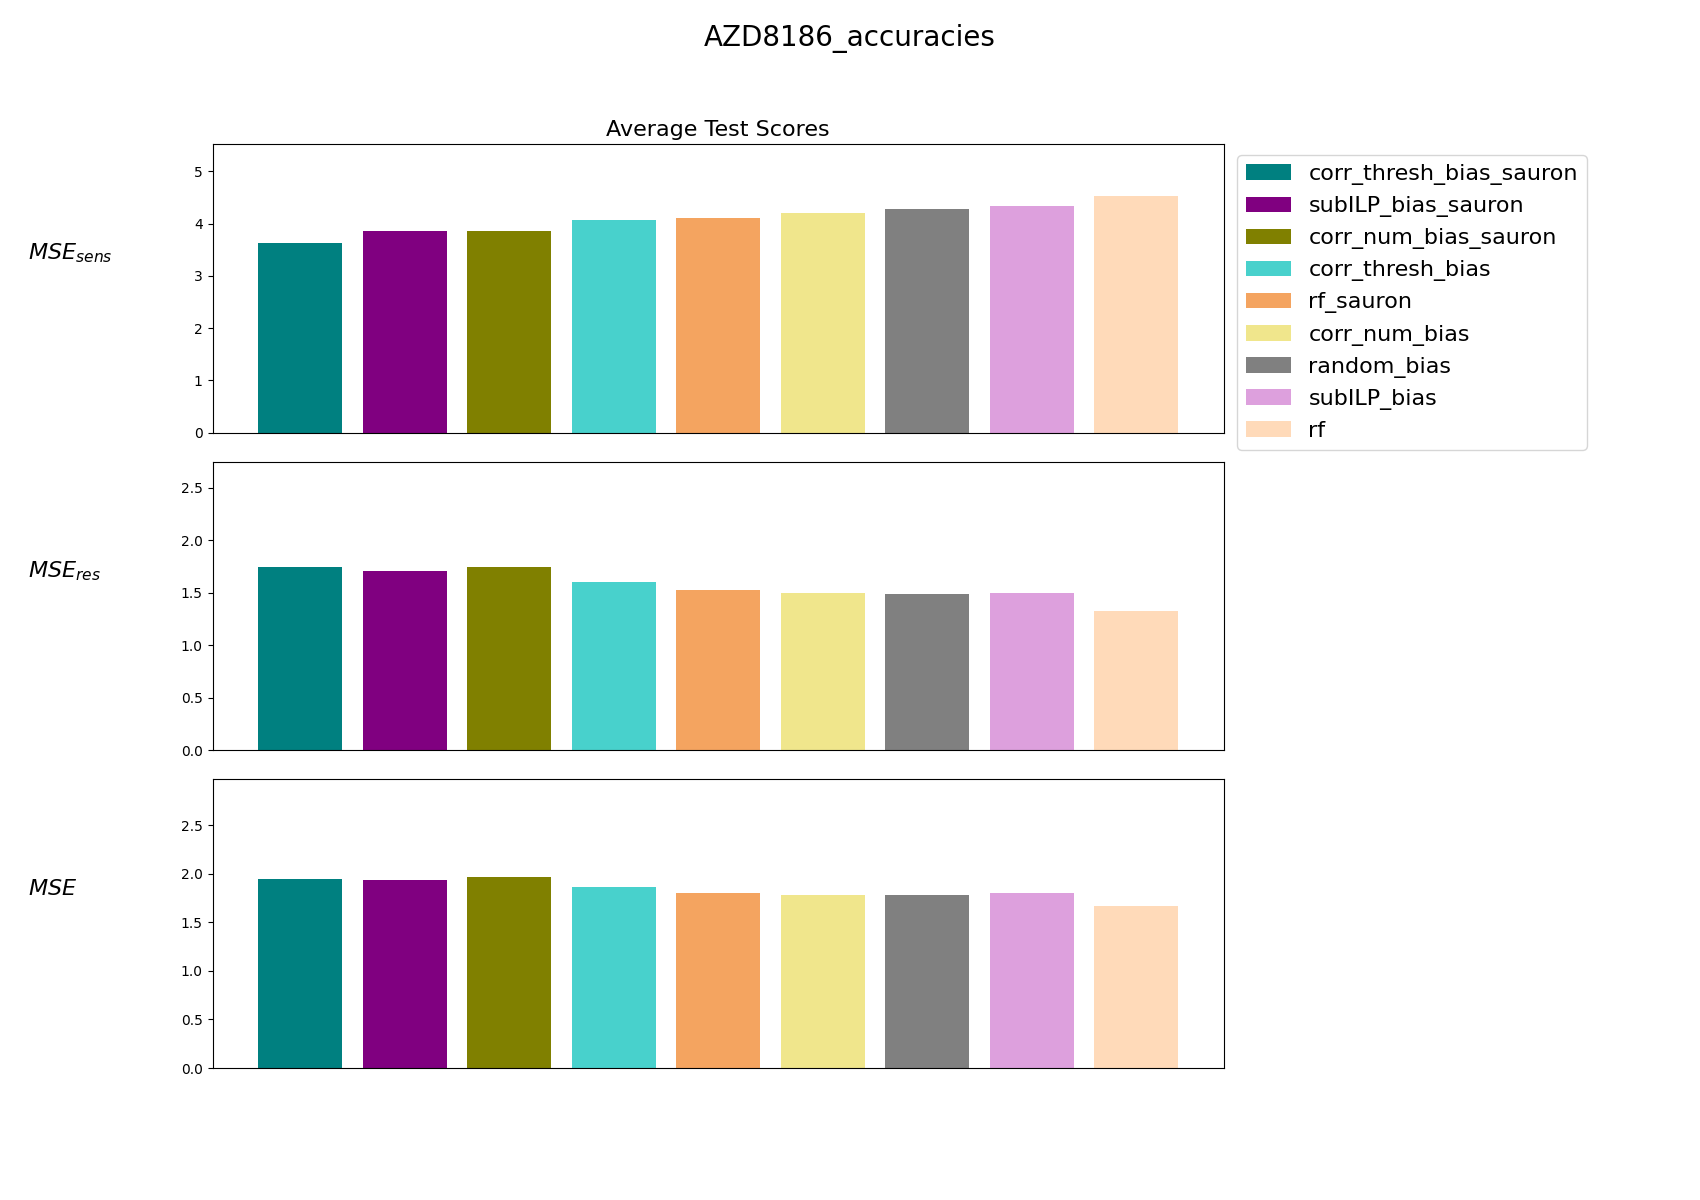 AZD8186_accuracies
Average Test Scores
MSE_sens
5
4
3
2
1
0
corr_thresh_bias_sauron
subILP_bias_sauron
corr_num_bias_sauron
corr_thresh_bias
rf_sauron
corr_num_bias
random_bias
subILP_bias
rf
MSE_res
2.5
2.0
1.5
1.0
0.5
0.0
MSE
2.5
2.0
1.5
1.0
0.5
0.0